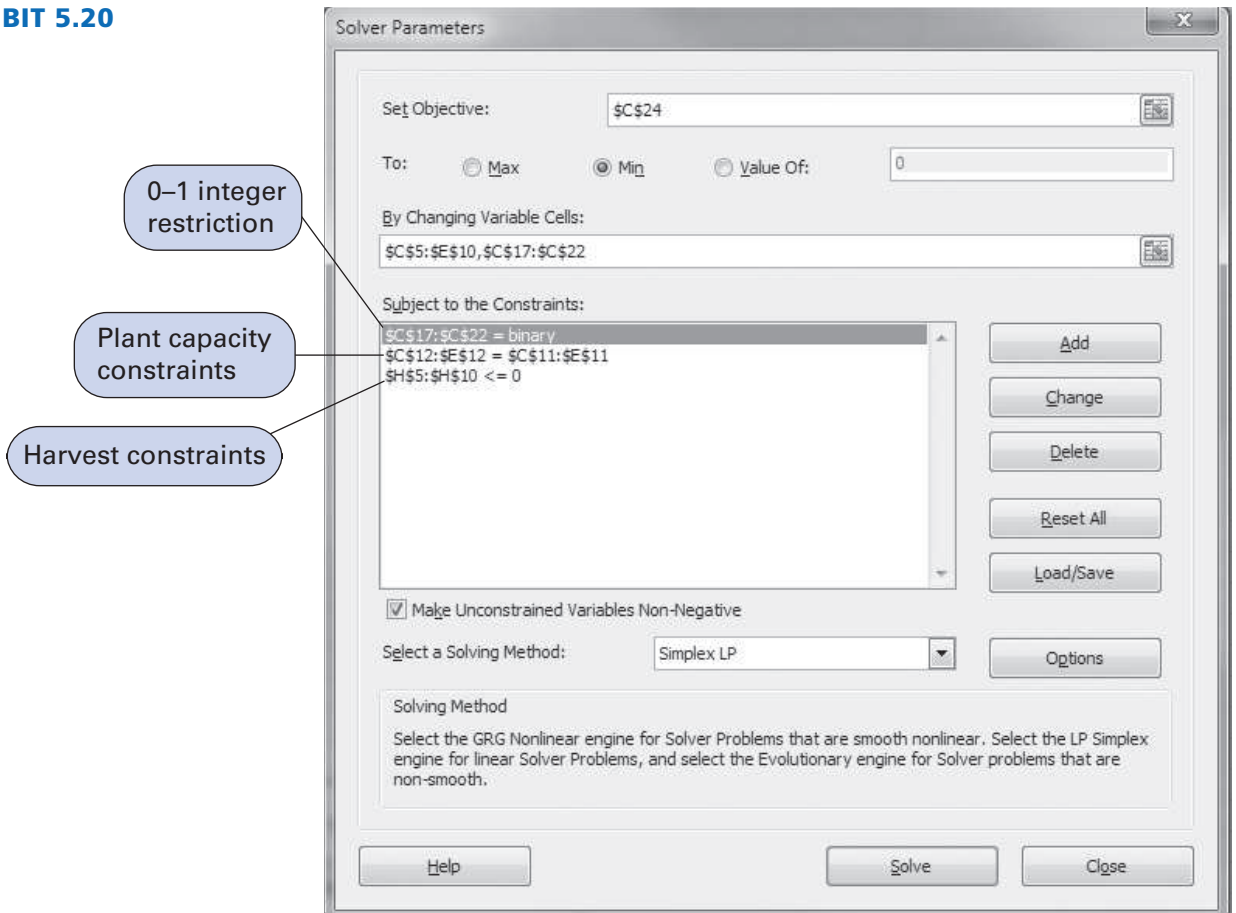 BIT 5.20
Solver Parameters
Set Objective:
$C$24
To:
Max
Min
Value Of:
0
By Changing Variable Cells:
$C$5:$E$10,$C$17:$C$22
Subject to the Constraints:
$C$17:$C$22 = binary
$C$12:$E$12 = $C$11:$E$11
$H$5:$H$10 <= 0
0–1 integer
restriction
Plant capacity
constraints
Harvest constraints
Add
Change
Delete
Reset All
Load/Save
Make Unconstrained Variables Non-Negative
Select a Solving Method:
Simplex LP
Options
Solving Method
Select the GRG Nonlinear engine for Solver Problems that are smooth nonlinear. Select the LP Simplex
engine for linear Solver Problems, and select the Evolutionary engine for Solver problems that are
non-smooth.
Help
Solve
Close